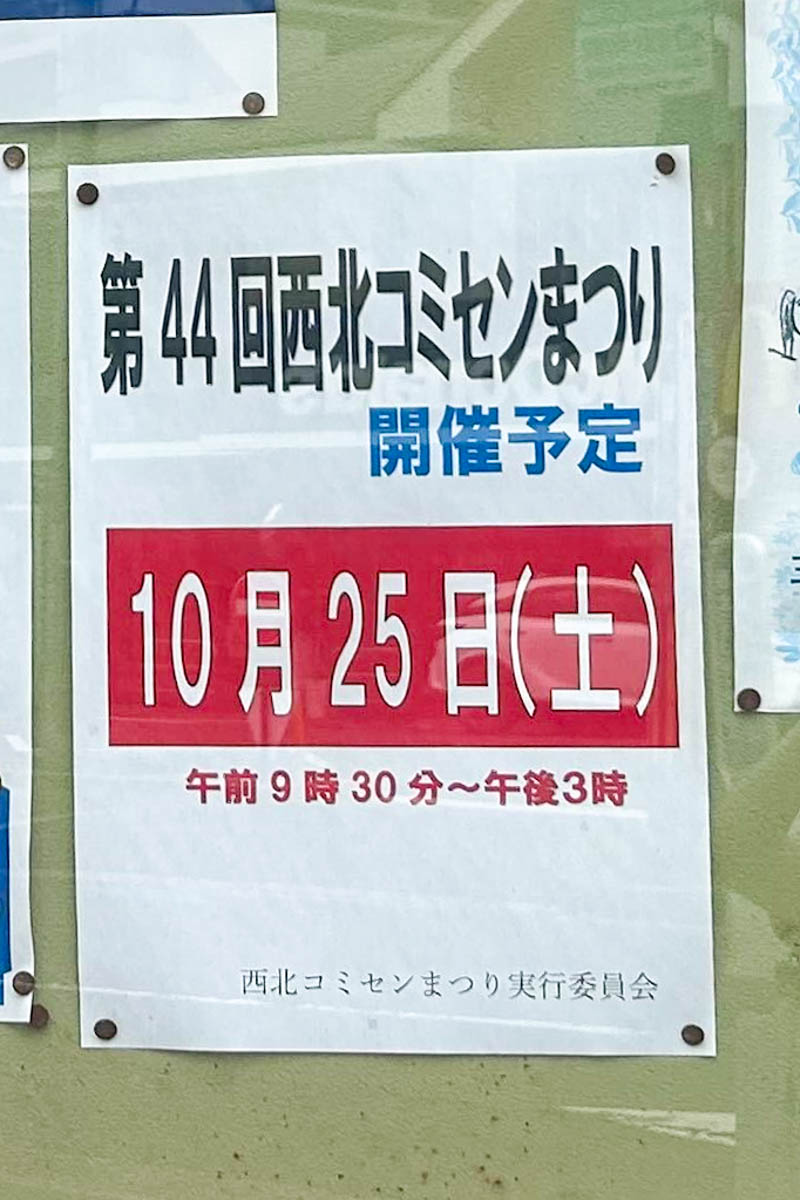 第44回西北コミセンまつり
開催予定
10月25日(土)
午前9時30分～午後3時
西北コミセンまつり実行委員会